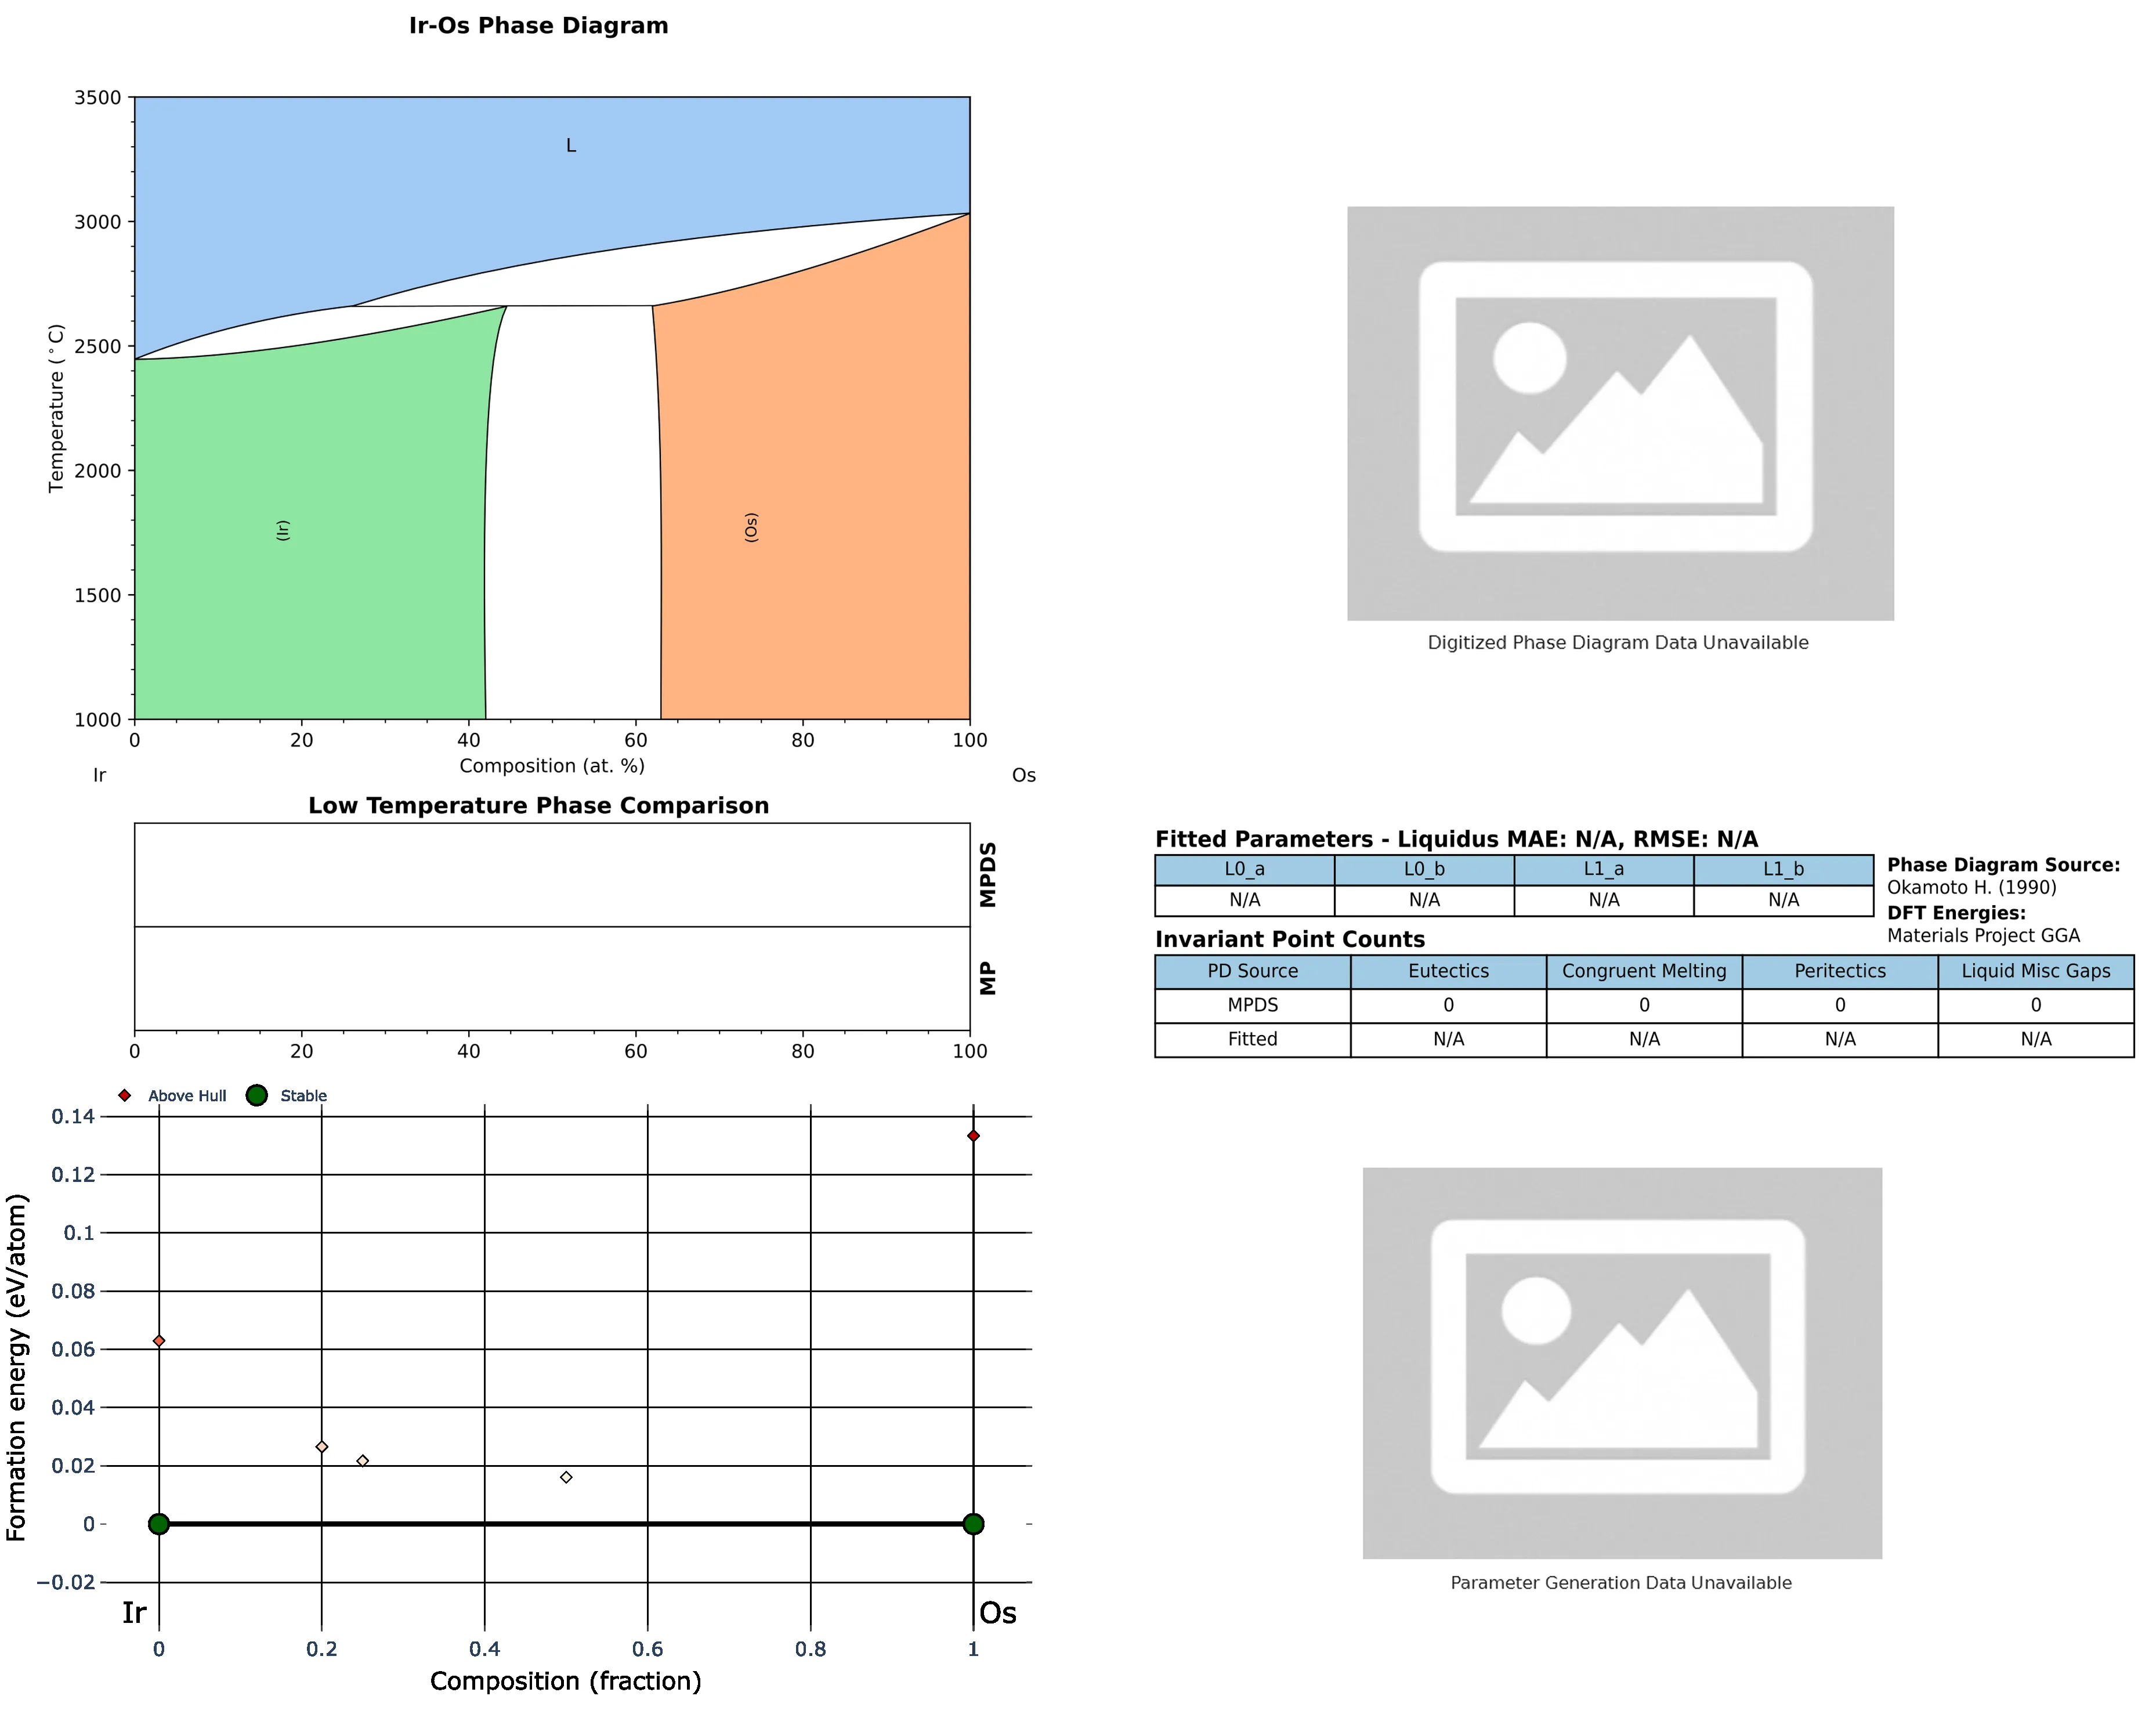 Ir-Os Phase Diagram
3500
3000
2500
2000
1500
1000
Temperature (°C)
L
(Ir)
(Os)
0 20 40 60 80 100
Composition (at. %)
Ir
Os
Digitized Phase Diagram Data Unavailable
Low Temperature Phase Comparison
MPDS
MP
0 20 40 60 80 100
Fitted Parameters - Liquidus MAE: N/A, RMSE: N/A
L0_a L0_b L1_a L1_b
N/A N/A N/A N/A
Phase Diagram Source:
Okamoto H. (1990)
DFT Energies:
Materials Project GGA
Invariant Point Counts
PD Source Eutectics Congruent Melting Peritectics Liquid Misc Gaps
MPDS 0 0 0 0
Fitted N/A N/A N/A N/A
Above Hull Stable
0.14
0.12
0.1
0.08
0.06
0.04
0.02
0
−0.02
Formation energy (eV/atom)
Ir
Os
0 0.2 0.4 0.6 0.8 1
Composition (fraction)
Parameter Generation Data Unavailable